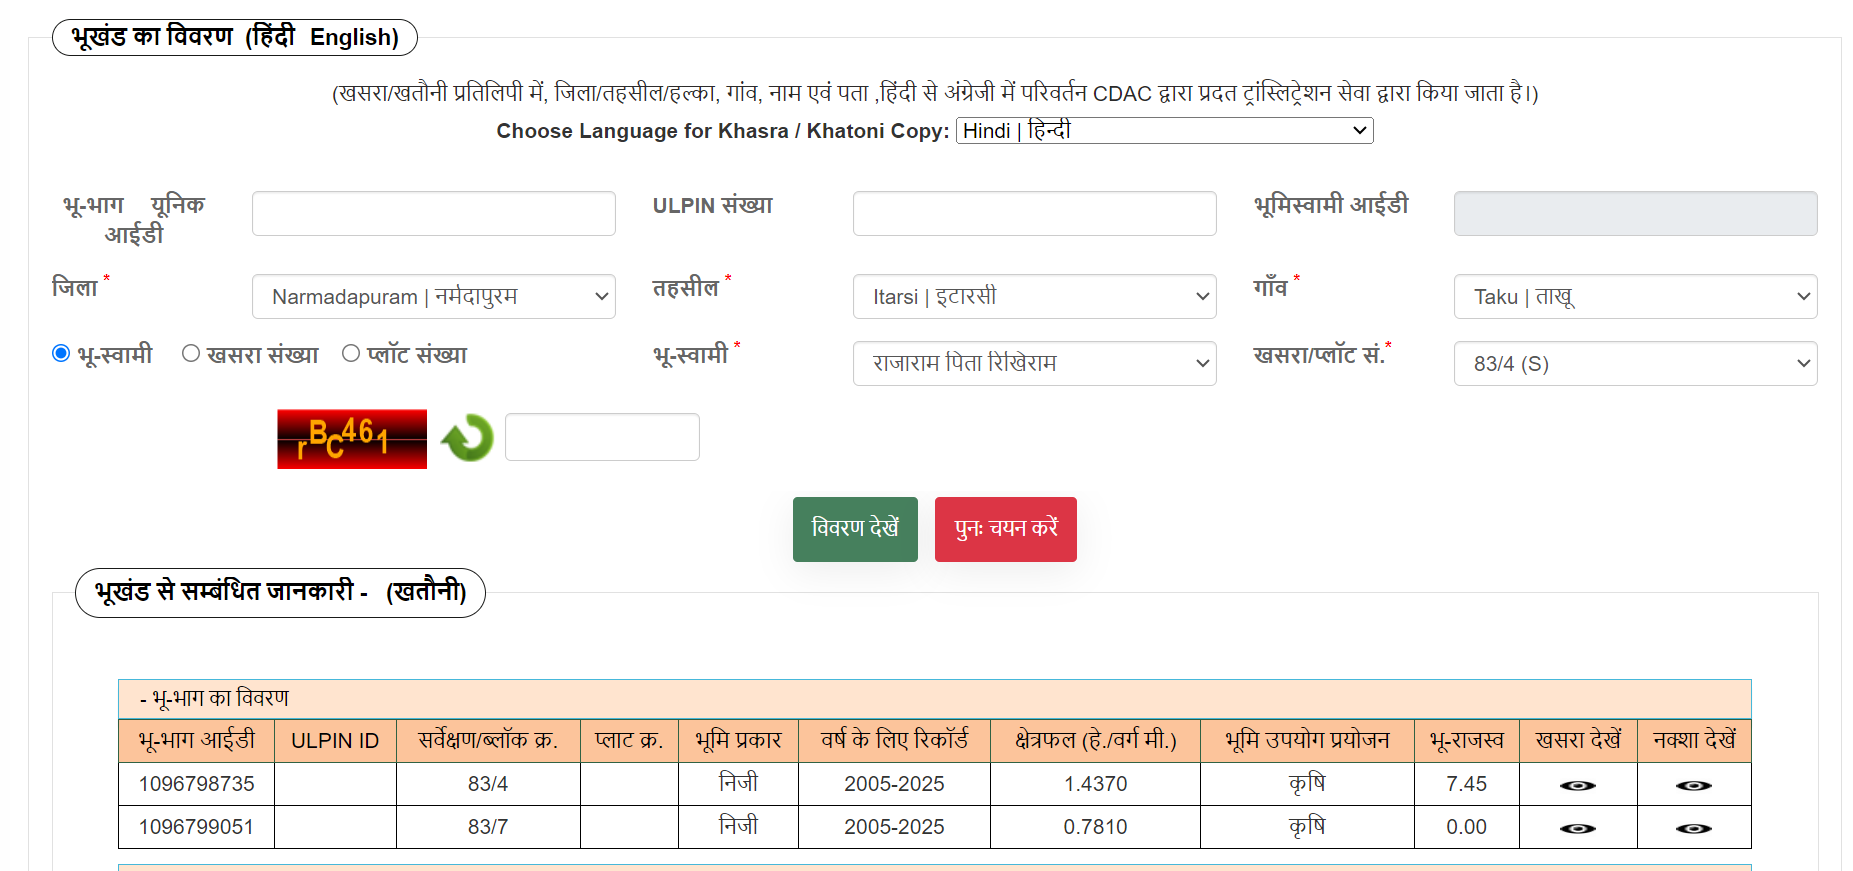 भूखंड का विवरण (हिंदी English)
(खसरा/खतौनी प्रतिलिपी में, जिला/तहसील/हल्का, गांव, नाम एवं पता ,हिंदी से अंग्रेजी में परिवर्तन CDAC द्वारा प्रदत ट्रांस्लिट्रेशन सेवा द्वारा किया जाता है।)
Choose Language for Khasra / Khatoni Copy: Hindi | हिन्दी
भू-भाग यूनिक आईडी ULPIN संख्या भूमिस्वामी आईडी
जिला * Narmadapuram | नर्मदापुरम तहसील * Itarsi | इटारसी गाँव * Taku | ताखू
भू-स्वामी खसरा संख्या प्लॉट संख्या भू-स्वामी * राजाराम पिता रिखिराम खसरा/प्लॉट सं.* 83/4 (S)
rBC461
विवरण देखें पुनः चयन करें
भूखंड से सम्बंधित जानकारी - (खतौनी)
- भू-भाग का विवरण
भू-भाग आईडी ULPIN ID सर्वेक्षण/ब्लॉक क्र. प्लाट क्र. भूमि प्रकार वर्ष के लिए रिकॉर्ड क्षेत्रफल (हे./वर्ग मी.) भूमि उपयोग प्रयोजन भू-राजस्व खसरा देखें नक्शा देखें
1096798735 83/4 निजी 2005-2025 1.4370 कृषि 7.45
1096799051 83/7 निजी 2005-2025 0.7810 कृषि 0.00